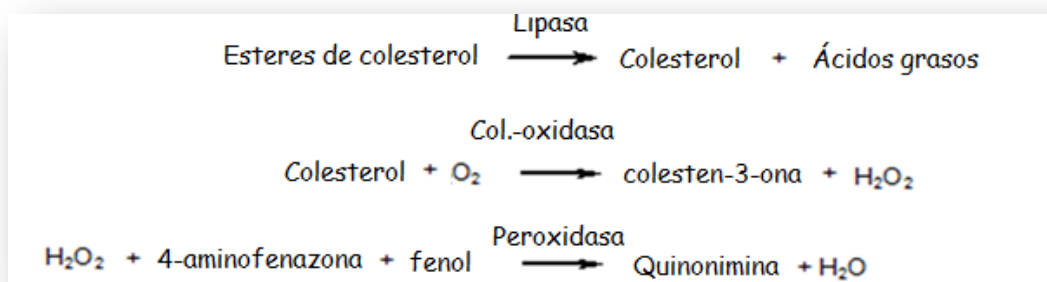 Lipasa
Esteres de colesterol → Colesterol + Ácidos grasos
Col.-oxidasa
Colesterol + O₂ → colesten-3-ona + H₂O₂
Peroxidasa
H₂O₂ + 4-aminofenazona + fenol → Quinonimina + H₂O